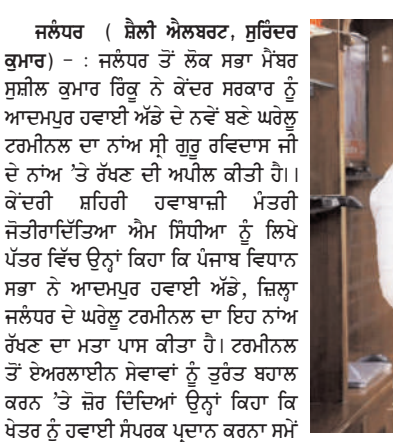 ਜਲੰਧਰ ( ਸ਼ੈਲੀ ਐਲਬਰਟ, ਸੁਰਿੰਦਰ
ਕੁਮਾਰ) - : ਜਲੰਧਰ ਤੋਂ ਲੋਕ ਸਭਾ ਮੈਂਬਰ
ਸੁਸ਼ੀਲ ਕੁਮਾਰ ਰਿੰਕੂ ਨੇ ਕੇਂਦਰ ਸਰਕਾਰ ਨੂੰ
ਆਦਮਪੁਰ ਹਵਾਈ ਅੱਡੇ ਦੇ ਨਵੇਂ ਬਣੇ ਘਰੇਲੂ
ਟਰਮੀਨਲ ਦਾ ਨਾਂਅ ਸ੍ਰੀ ਗੁਰੂ ਰਵਿਦਾਸ ਜੀ
ਦੇ ਨਾਂਅ 'ਤੇ ਰੱਖਣ ਦੀ ਅਪੀਲ ਕੀਤੀ ਹੈ।।
ਕੇਂਦਰੀ ਸ਼ਹਿਰੀ ਹਵਾਬਾਜ਼ੀ ਮੰਤਰੀ
ਜੋਤੀਰਾਦਿੱਤਿਆ ਐਮ ਸਿੰਧੀਆ ਨੂੰ ਲਿਖੇ
ਪੱਤਰ ਵਿੱਚ ਉਨ੍ਹਾਂ ਕਿਹਾ ਕਿ ਪੰਜਾਬ ਵਿਧਾਨ
ਸਭਾ ਨੇ ਆਦਮਪੁਰ ਹਵਾਈ ਅੱਡੇ, ਜ਼ਿਲ੍ਹਾ
ਜਲੰਧਰ ਦੇ ਘਰੇਲੂ ਟਰਮੀਨਲ ਦਾ ਇਹ ਨਾਂਅ
ਰੱਖਣ ਦਾ ਮਤਾ ਪਾਸ ਕੀਤਾ ਹੈ। ਟਰਮੀਨਲ
ਤੋਂ ਏਅਰਲਾਈਨ ਸੇਵਾਵਾਂ ਨੂੰ ਤੁਰੰਤ ਬਹਾਲ
ਕਰਨ 'ਤੇ ਜ਼ੋਰ ਦਿੰਦਿਆਂ ਉਨ੍ਹਾਂ ਕਿਹਾ ਕਿ
ਖੇਤਰ ਨੂੰ ਹਵਾਈ ਸੰਪਰਕ ਪ੍ਰਦਾਨ ਕਰਨਾ ਸਮੇਂ